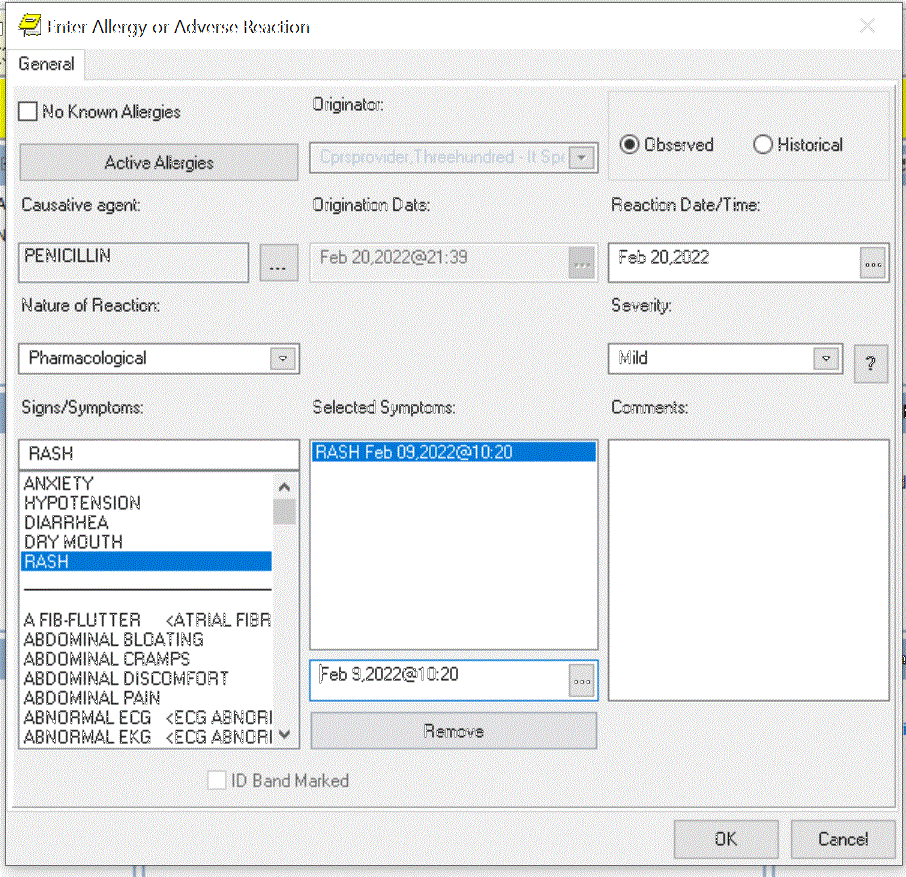 Enter Allergy or Adverse Reaction
General
No Known Allergies
Active Allergies
Originator:
Cprsprovider,Threehundred - It Spe
Observed
Historical
Causative agent:
PENICILLIN
...
Origination Date:
Feb 20,2022@21:39
...
Reaction Date/Time:
Feb 20,2022
...
Nature of Reaction:
Pharmacological
Severity:
Mild
?
Signs/Symptoms:
RASH
ANXIETY
HYPOTENSION
DIARRHEA
DRY MOUTH
RASH
A FIB-FLUTTER <ATRIAL FIBR
ABDOMINAL BLOATING
ABDOMINAL CRAMPS
ABDOMINAL DISCOMFORT
ABDOMINAL PAIN
ABNORMAL ECG <ECG ABNORI
ABNORMAL EKG <ECG ABNORI
Selected Symptoms:
RASH Feb 09,2022@10:20
Feb 9,2022@10:20
...
Remove
Comments:
ID Band Marked
OK
Cancel